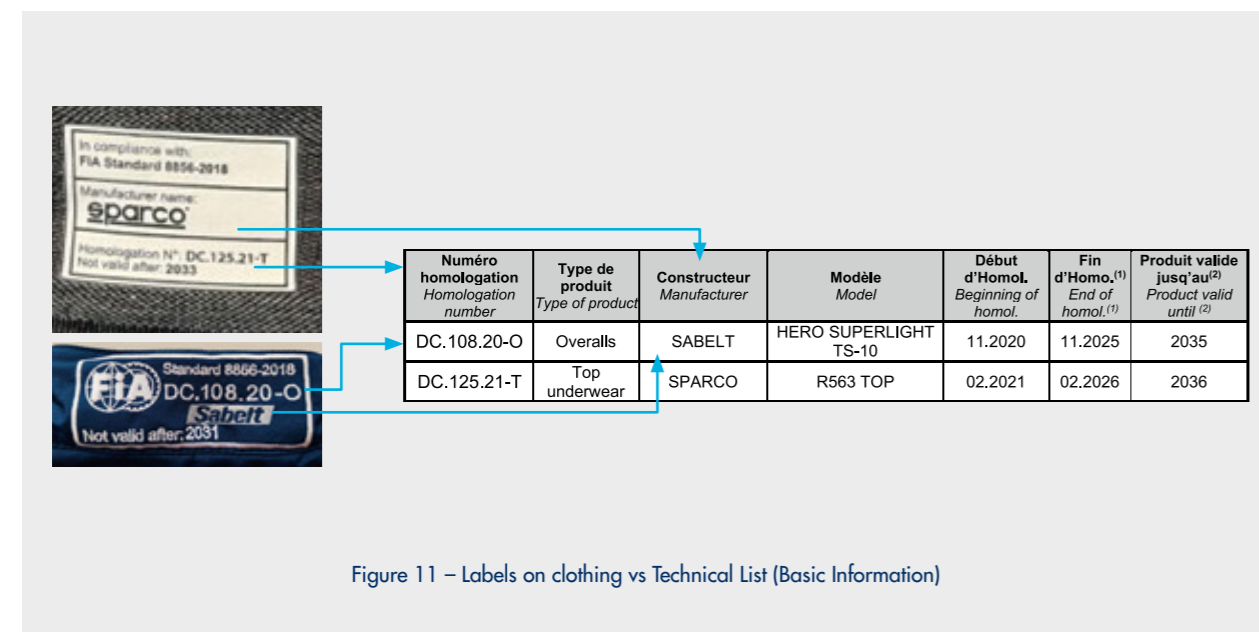 In compliance with:
FIA Standard 8856-2018
Manufacturer name:
sparco
Homologation N°: DC.125.21-T
Not valid after: 2033
FiA Standard 8856-2018
DC.108.20-O
Sabelt
Not valid after: 2031
Numéro homologation Homologation number | Type de produit Type of product | Constructeur Manufacturer | Modèle Model | Début d'Homol. Beginning of homol. | Fin d'Homo.(1) End of homol.(1) | Produit valide jusqu'au(2) Product valid until (2)
DC.108.20-O | Overalls | SABELT | HERO SUPERLIGHT TS-10 | 11.2020 | 11.2025 | 2035
DC.125.21-T | Top underwear | SPARCO | R563 TOP | 02.2021 | 02.2026 | 2036
Figure 11 – Labels on clothing vs Technical List (Basic Information)